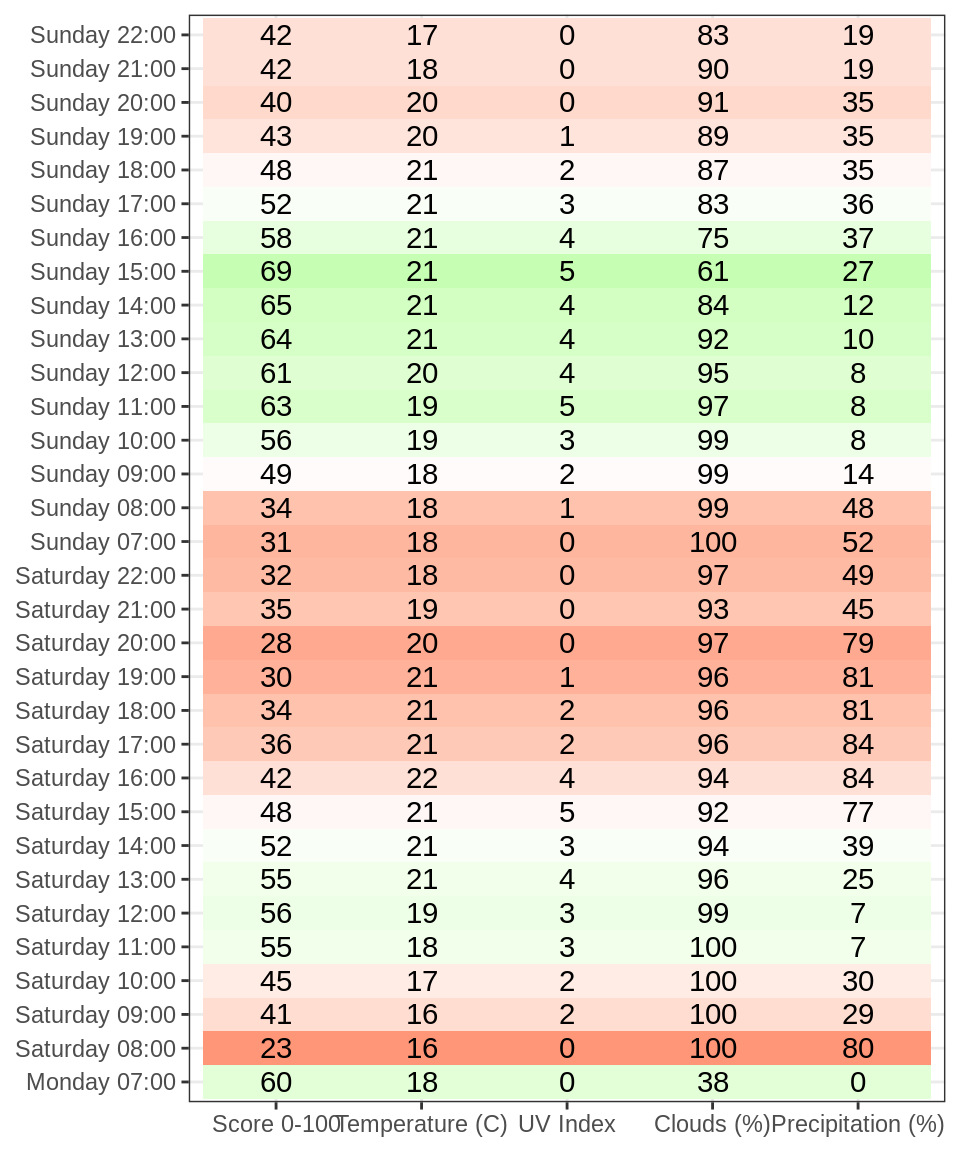 Sunday 22:00 42 17 0 83 19
Sunday 21:00 42 18 0 90 19
Sunday 20:00 40 20 0 91 35
Sunday 19:00 43 20 1 89 35
Sunday 18:00 48 21 2 87 35
Sunday 17:00 52 21 3 83 36
Sunday 16:00 58 21 4 75 37
Sunday 15:00 69 21 5 61 27
Sunday 14:00 65 21 4 84 12
Sunday 13:00 64 21 4 92 10
Sunday 12:00 61 20 4 95 8
Sunday 11:00 63 19 5 97 8
Sunday 10:00 56 19 3 99 8
Sunday 09:00 49 18 2 99 14
Sunday 08:00 34 18 1 99 48
Sunday 07:00 31 18 0 100 52
Saturday 22:00 32 18 0 97 49
Saturday 21:00 35 19 0 93 45
Saturday 20:00 28 20 0 97 79
Saturday 19:00 30 21 1 96 81
Saturday 18:00 34 21 2 96 81
Saturday 17:00 36 21 2 96 84
Saturday 16:00 42 22 4 94 84
Saturday 15:00 48 21 5 92 77
Saturday 14:00 52 21 3 94 39
Saturday 13:00 55 21 4 96 25
Saturday 12:00 56 19 3 99 7
Saturday 11:00 55 18 3 100 7
Saturday 10:00 45 17 2 100 30
Saturday 09:00 41 16 2 100 29
Saturday 08:00 23 16 0 100 80
Monday 07:00 60 18 0 38 0
Score 0-100 Temperature (C) UV Index Clouds (%) Precipitation (%)